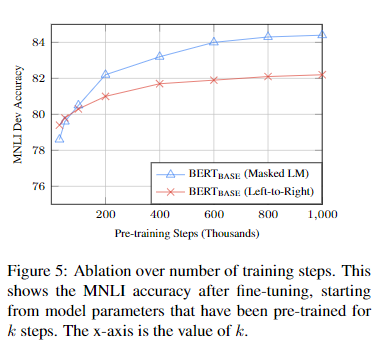 84
82
80
78
76
MNLI Dev Accuracy
BERTBASE (Masked LM)
BERTBASE (Left-to-Right)
200 400 600 800 1,000
Pre-training Steps (Thousands)
Figure 5: Ablation over number of training steps. This
shows the MNLI accuracy after fine-tuning, starting
from model parameters that have been pre-trained for
k steps. The x-axis is the value of k.